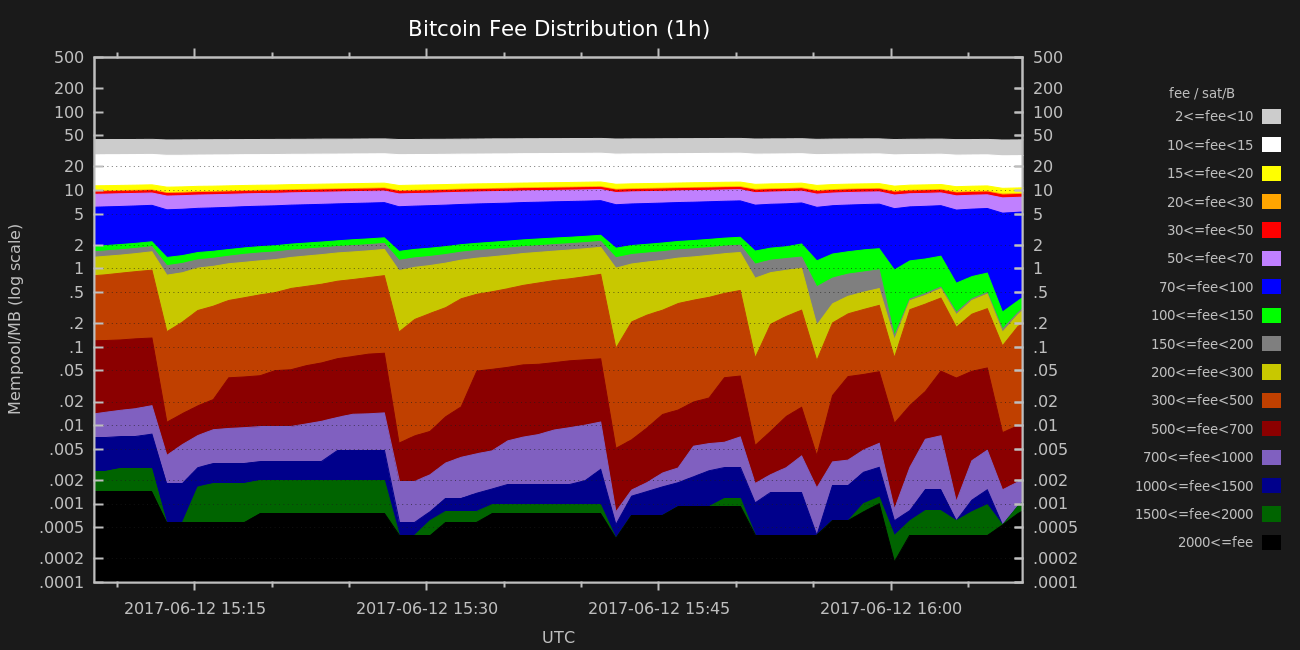 Bitcoin Fee Distribution (1h)
500 500
200 200
100 100
50 50
20 20
10 10
5 5
2 2
1 1
.5 .5
.2 .2
.1 .1
.05 .05
.02 .02
.01 .01
.005 .005
.002 .002
.001 .001
.0005 .0005
.0002 .0002
.0001 .0001
Mempool/MB (log scale)
2017-06-12 15:15 2017-06-12 15:30 2017-06-12 15:45 2017-06-12 16:00
UTC
fee / sat/B
2<=fee<10
10<=fee<15
15<=fee<20
20<=fee<30
30<=fee<50
50<=fee<70
70<=fee<100
100<=fee<150
150<=fee<200
200<=fee<300
300<=fee<500
500<=fee<700
700<=fee<1000
1000<=fee<1500
1500<=fee<2000
2000<=fee